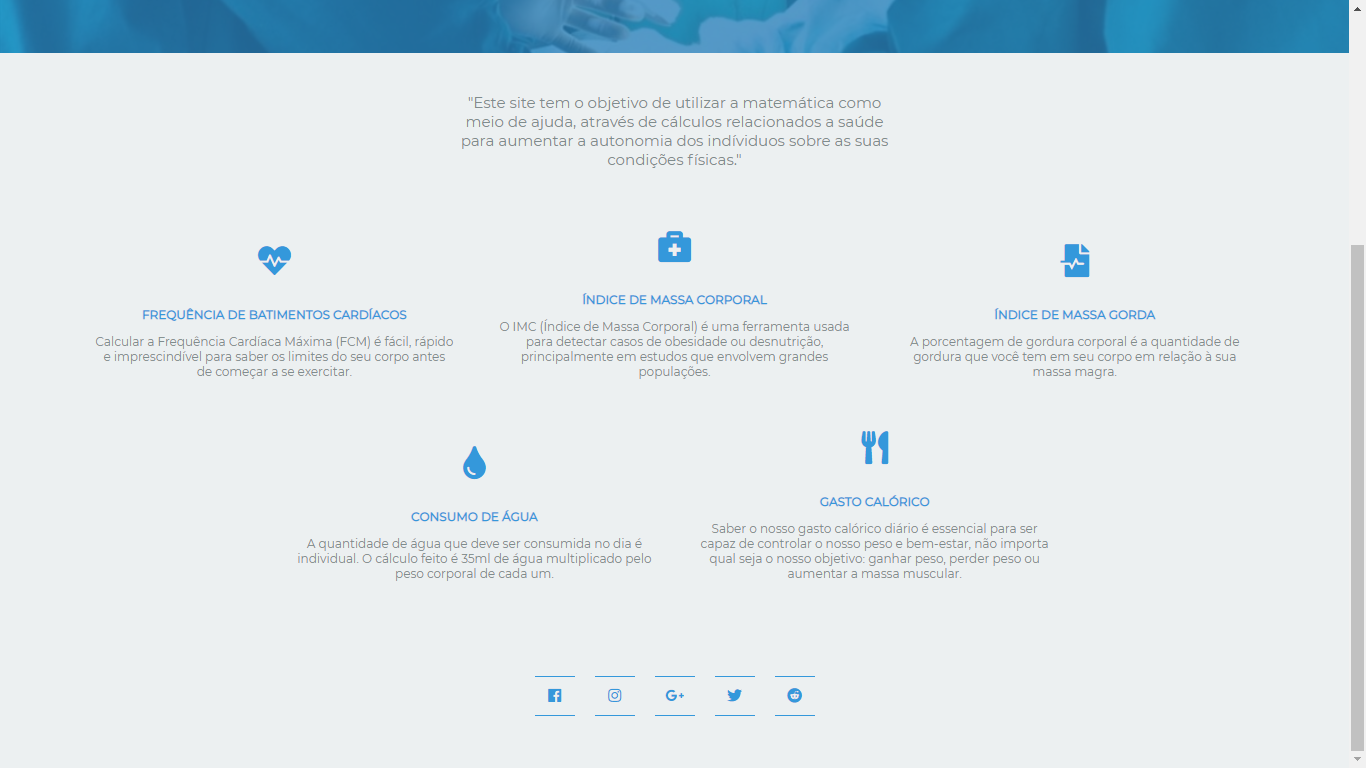 "Este site tem o objetivo de utilizar a matemática como
meio de ajuda, através de cálculos relacionados a saúde
para aumentar a autonomia dos indíviduos sobre as suas
condições físicas."
FREQUÊNCIA DE BATIMENTOS CARDÍACOS
Calcular a Frequência Cardíaca Máxima (FCM) é fácil, rápido
e imprescindível para saber os limites do seu corpo antes
de começar a se exercitar.
ÍNDICE DE MASSA CORPORAL
O IMC (Índice de Massa Corporal) é uma ferramenta usada
para detectar casos de obesidade ou desnutrição,
principalmente em estudos que envolvem grandes
populações.
ÍNDICE DE MASSA GORDA
A porcentagem de gordura corporal é a quantidade de
gordura que você tem em seu corpo em relação à sua
massa magra.
CONSUMO DE ÁGUA
A quantidade de água que deve ser consumida no dia é
individual. O cálculo feito é 35ml de água multiplicado pelo
peso corporal de cada um.
GASTO CALÓRICO
Saber o nosso gasto calórico diário é essencial para ser
capaz de controlar o nosso peso e bem-estar, não importa
qual seja o nosso objetivo: ganhar peso, perder peso ou
aumentar a massa muscular.